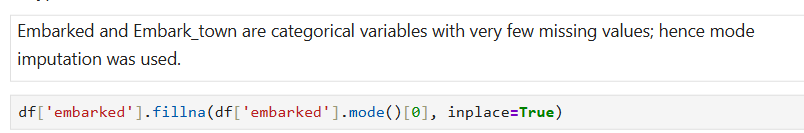 Embarked and Embark_town are categorical variables with very few missing values; hence mode
imputation was used.
df['embarked'].fillna(df['embarked'].mode()[0], inplace=True)